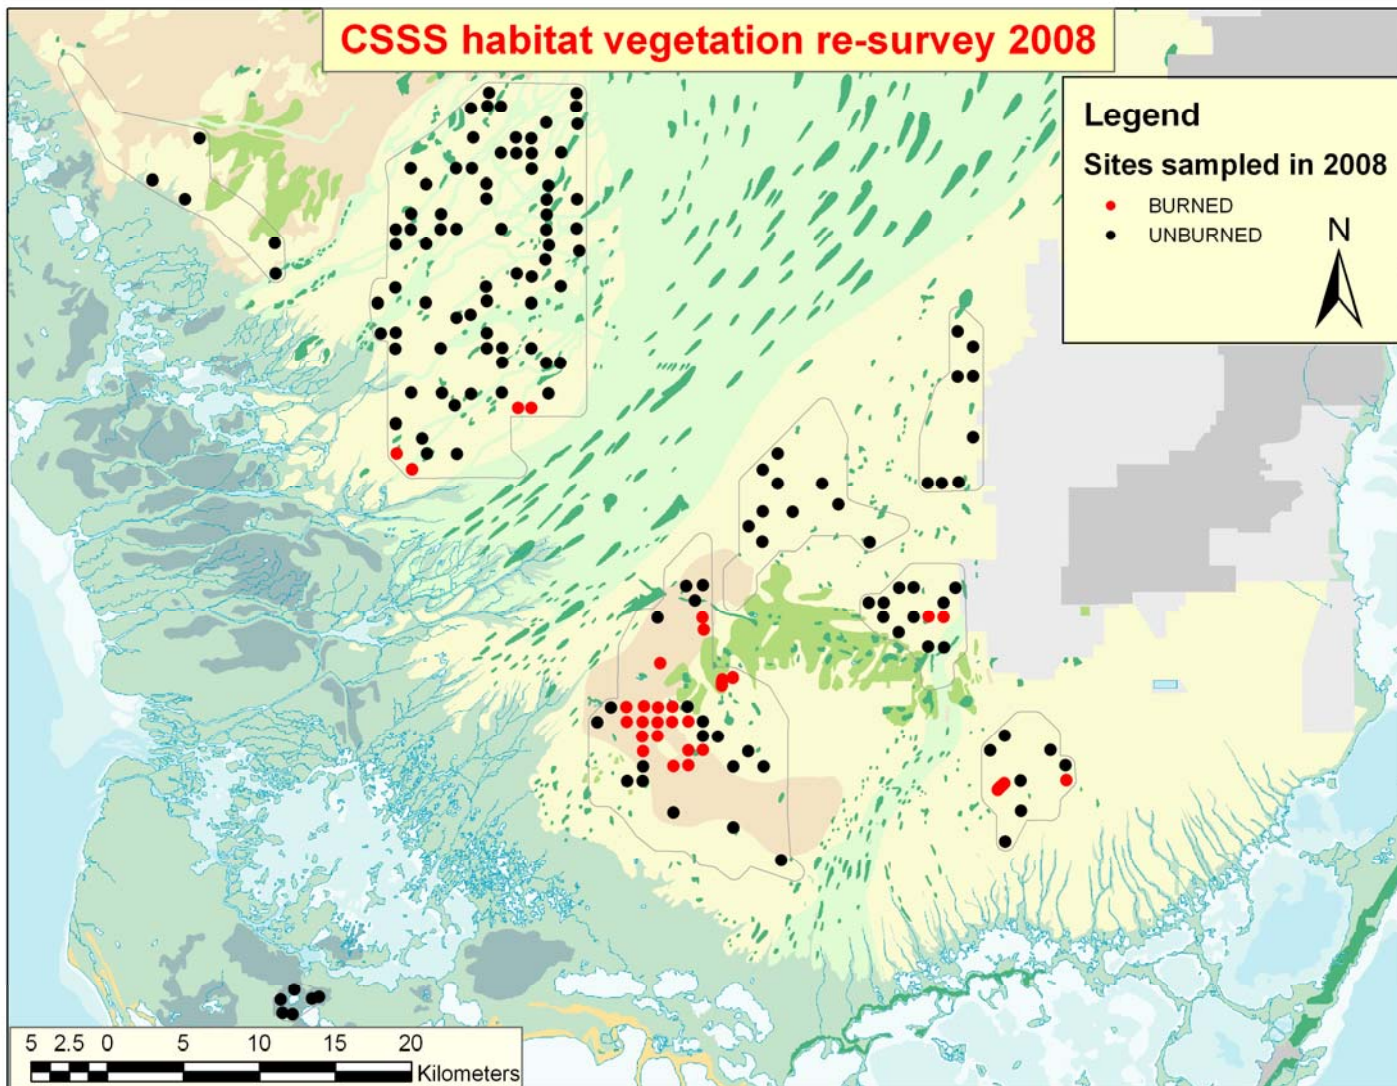 CSSS habitat vegetation re-survey 2008
Legend
Sites sampled in 2008
BURNED
UNBURNED
N
5 2.5 0 5 10 15 20
Kilometers